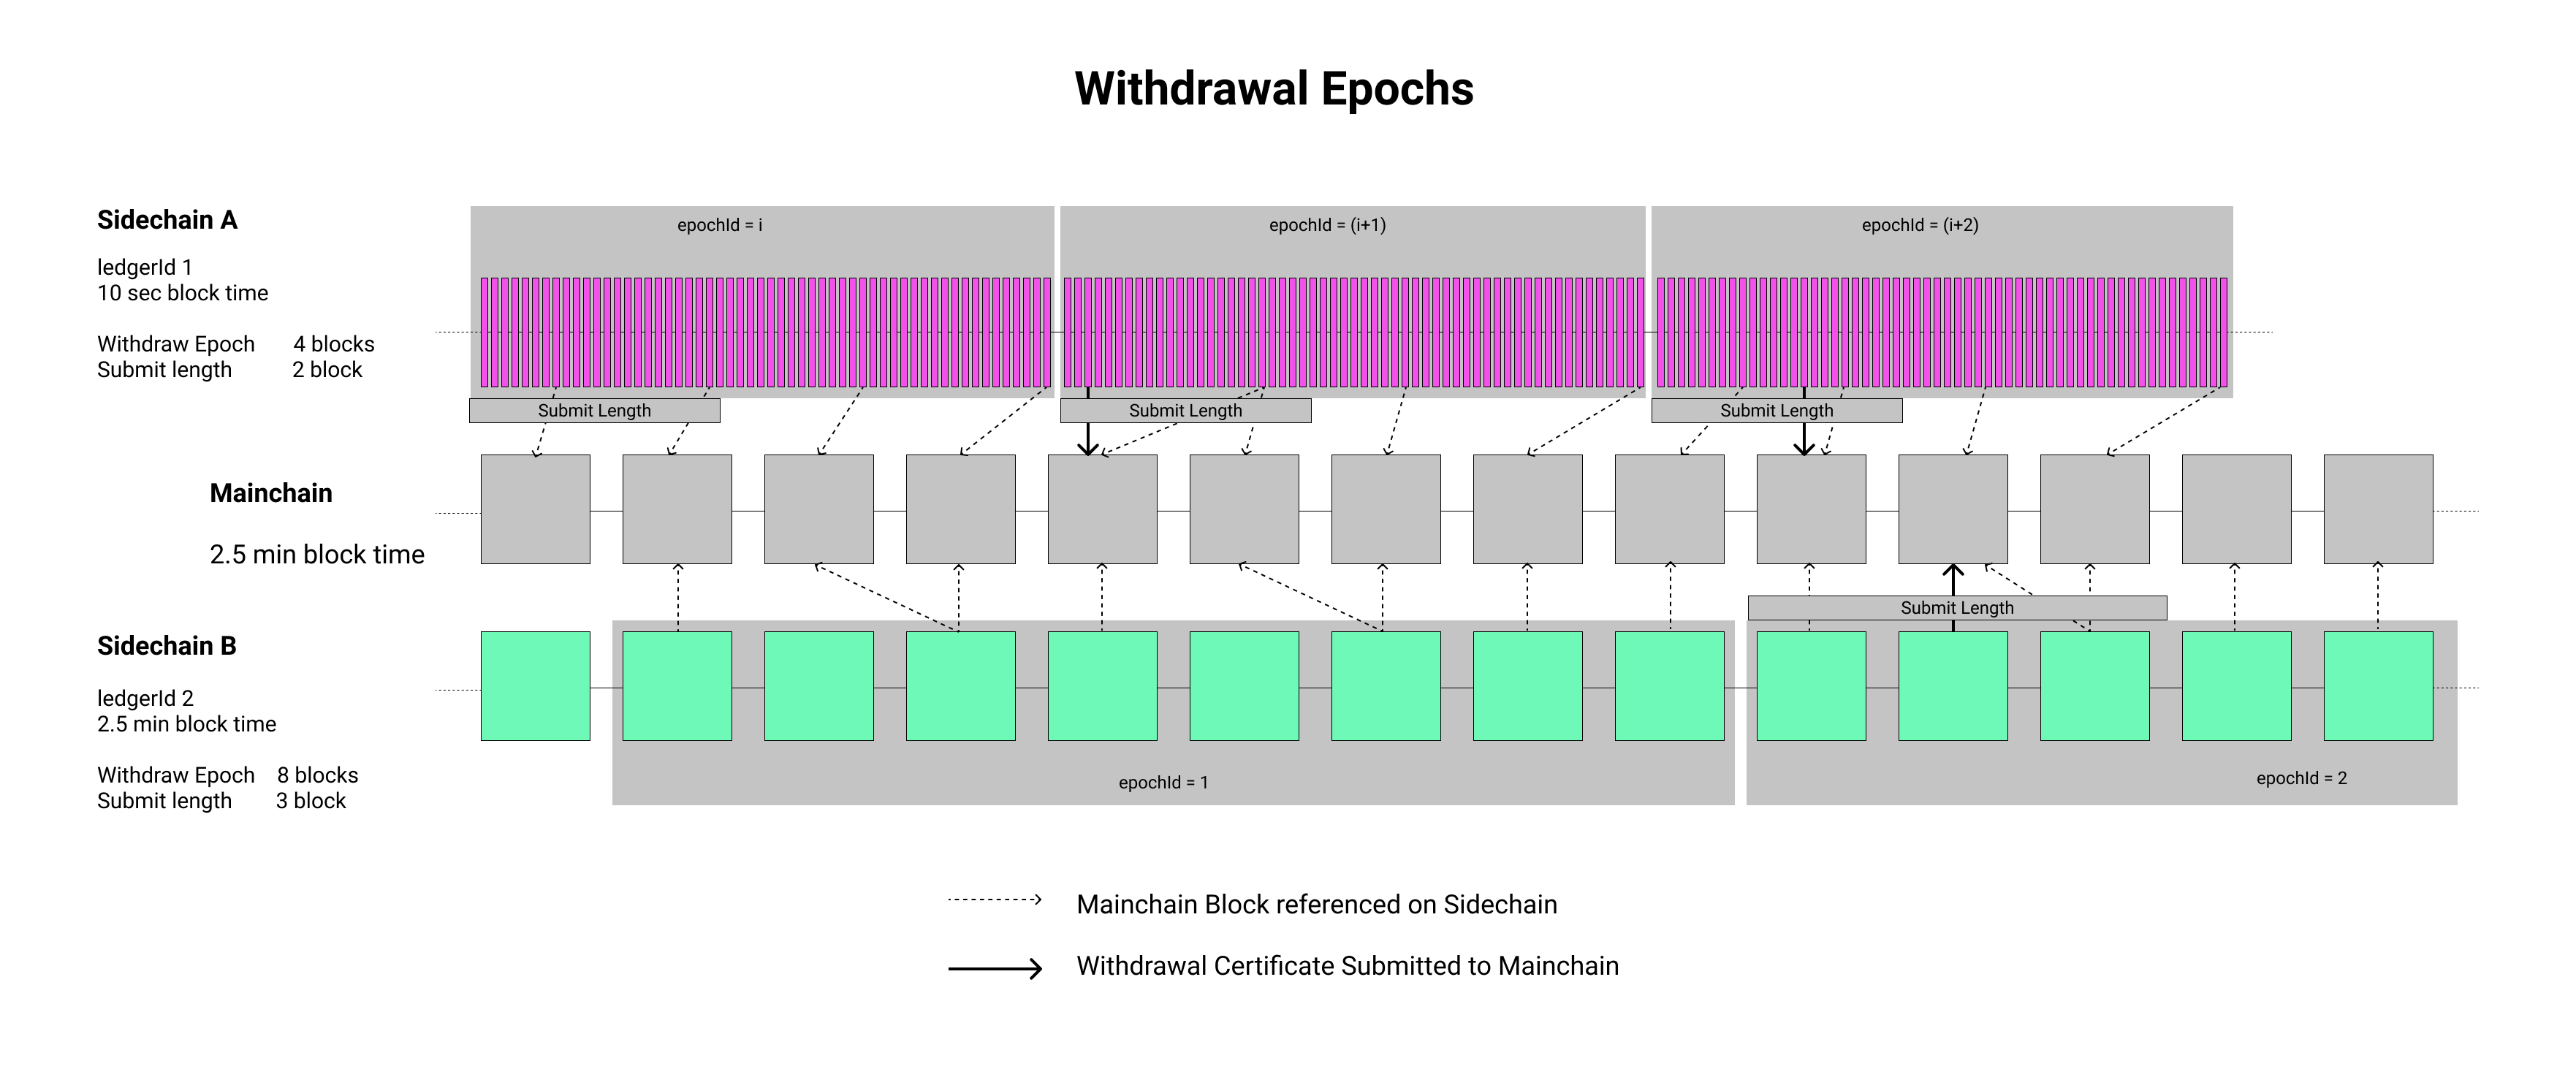 Withdrawal Epochs
Sidechain A
ledgerId 1
10 sec block time
Withdraw Epoch 4 blocks
Submit length 2 block
epochId = i
epochId = (i+1)
epochId = (i+2)
Submit Length
Submit Length
Submit Length
Mainchain
2.5 min block time
Submit Length
Sidechain B
ledgerId 2
2.5 min block time
Withdraw Epoch 8 blocks
Submit length 3 block
epochId = 1
epochId = 2
Mainchain Block referenced on Sidechain
Withdrawal Certificate Submitted to Mainchain